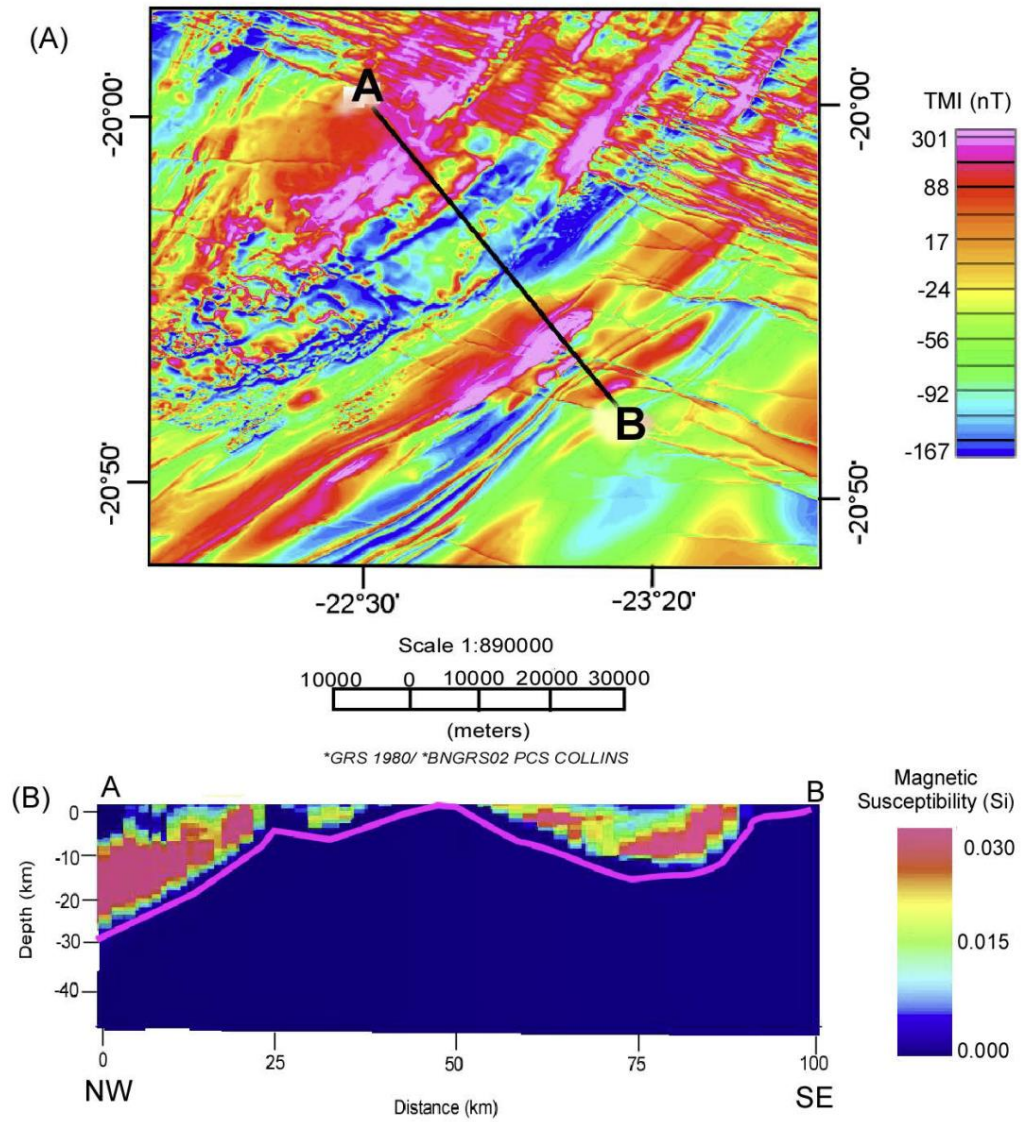 (A)
A
B
-20°00'
-20°50'
-20°00'
-20°50'
-22°30'
-23°20'
TMI (nT)
301
88
17
-24
-56
-92
-167
Scale 1:890000
10000 0 10000 20000 30000
(meters)
*GRS 1980/ *BNGRS02 PCS COLLINS
(B)
A
B
0
-10
-20
-30
-40
Depth (km)
0 25 50 75 100
NW
SE
Distance (km)
Magnetic
Susceptibility (Si)
0.030
0.015
0.000